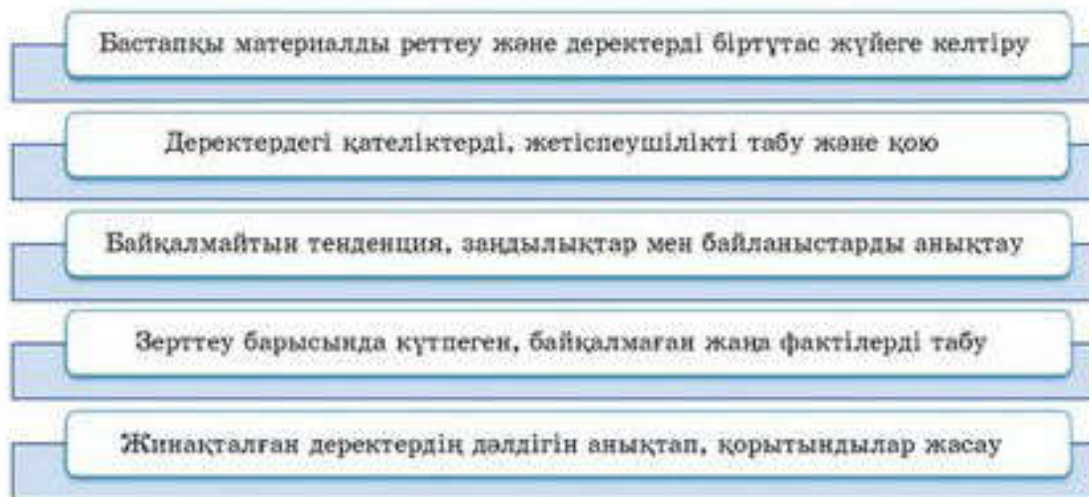 Бастапқы материалды реттеу және деректерді біртұтас жүйеге келтіру
Деректердегі қателіктерді, жетіспеушілікті табу және қою
Байқалмайтын тенденция, заңдылықтар мен байланыстарды анықтау
Зерттеу барысында күтпеген, байқалмаған жаңа фактілерді табу
Жинақталған деректердің дәлдігін анықтап, қорытындылар жасау